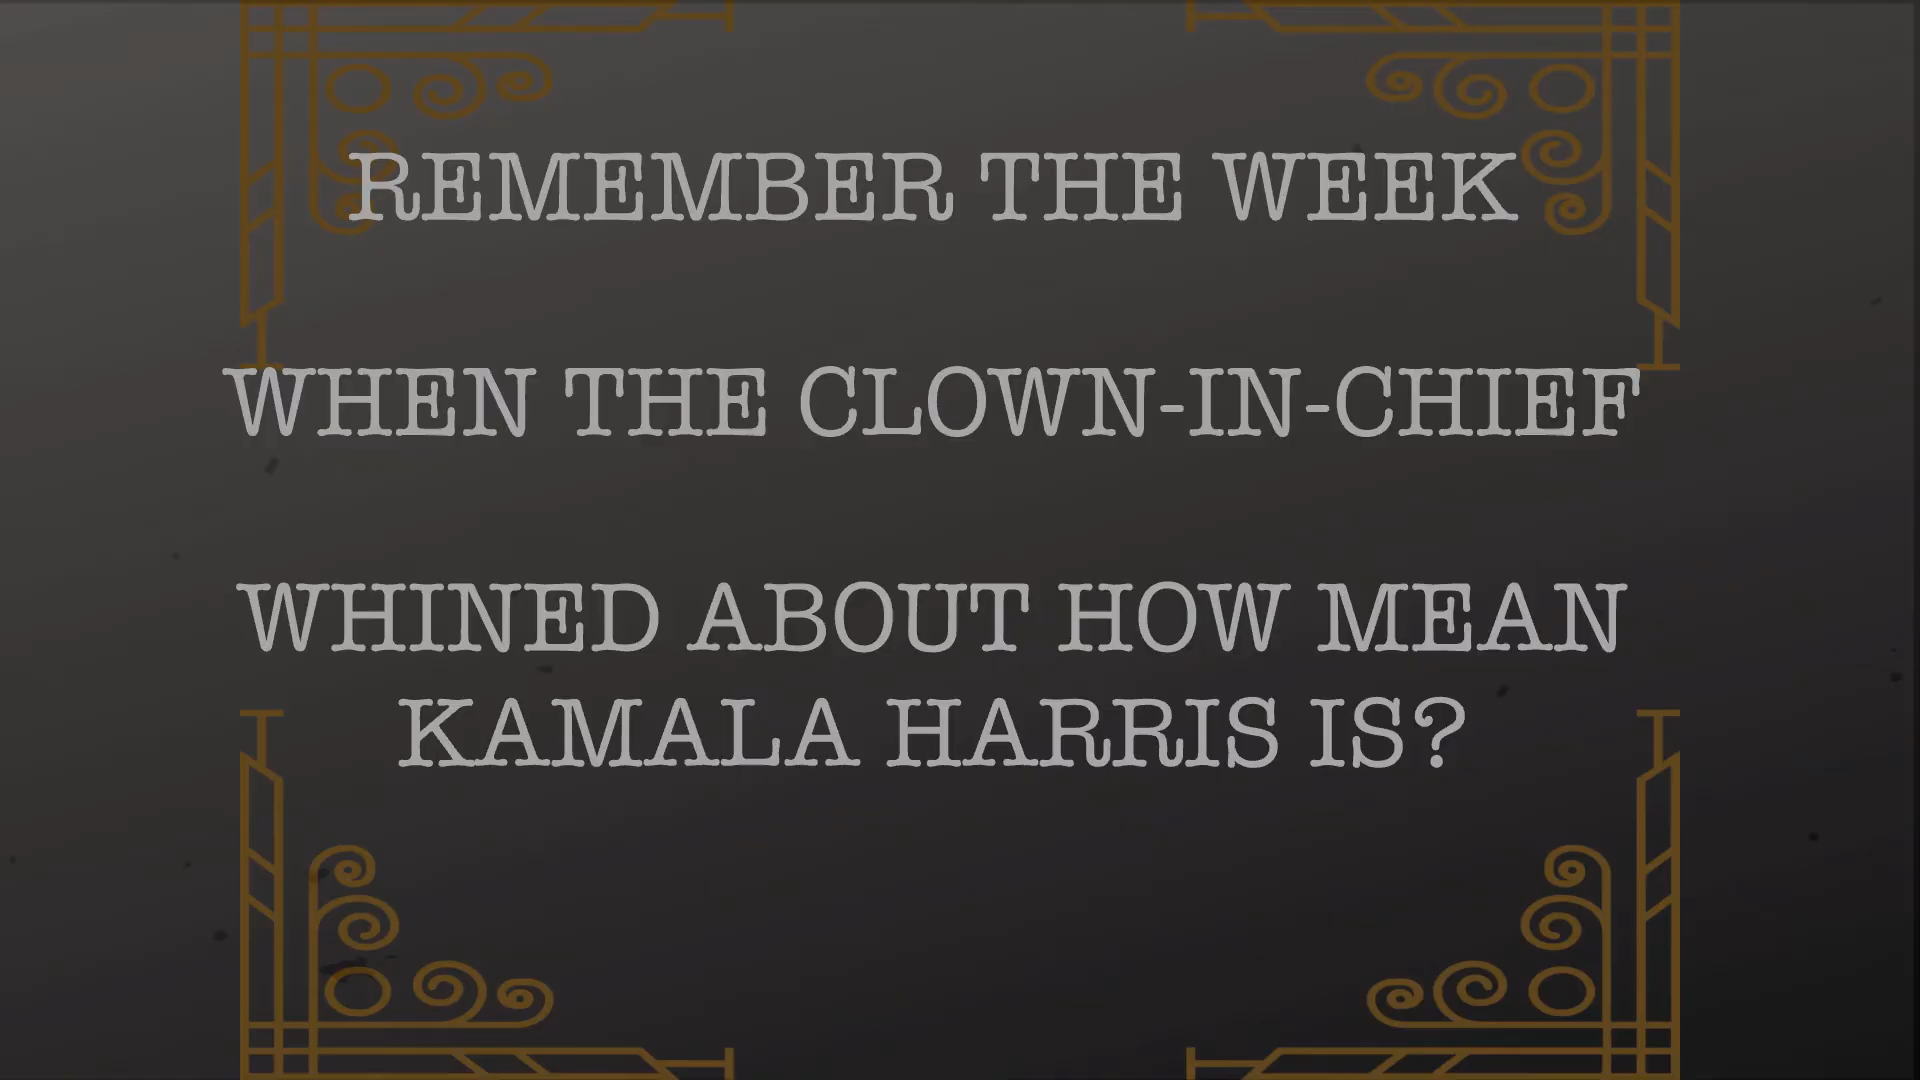 REMEMBER THE WEEK
WHEN THE CLOWN-IN-CHIEF
WHINED ABOUT HOW MEAN
KAMALA HARRIS IS?